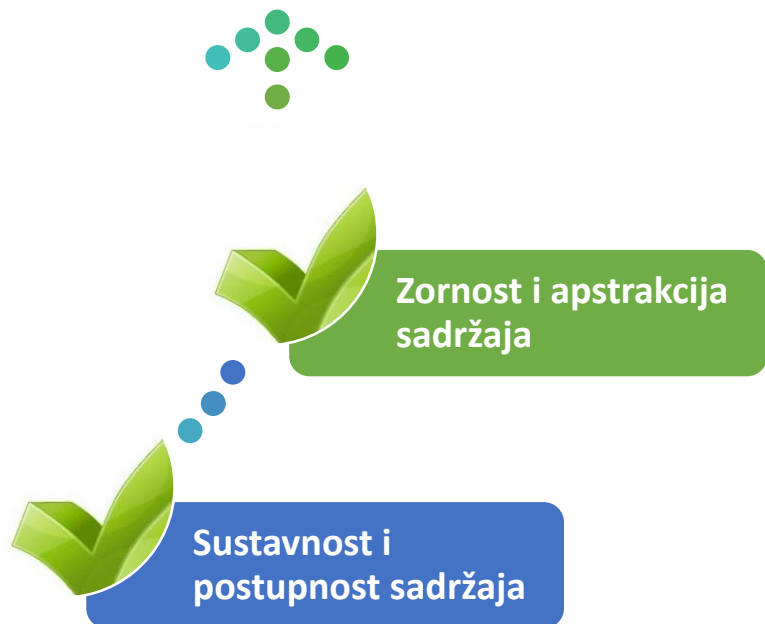 Zornost i apstrakcija
sadržaja
Sustavnost i
postupnost sadržaja